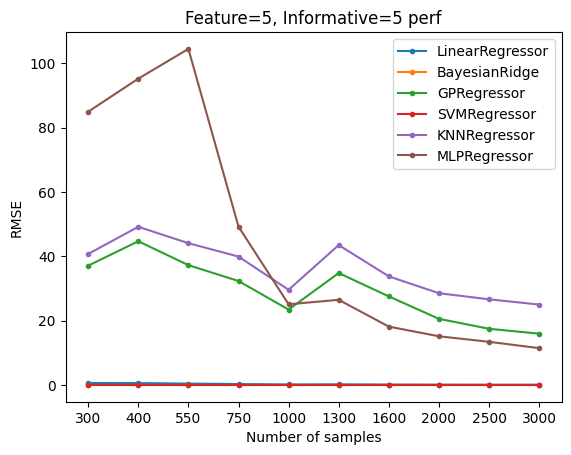 Feature=5, Informative=5 perf
LinearRegressor
BayesianRidge
GPRegressor
SVMRegressor
KNNRegressor
MLPRegressor
RMSE
100
80
60
40
20
0
300 400 550 750 1000 1300 1600 2000 2500 3000
Number of samples